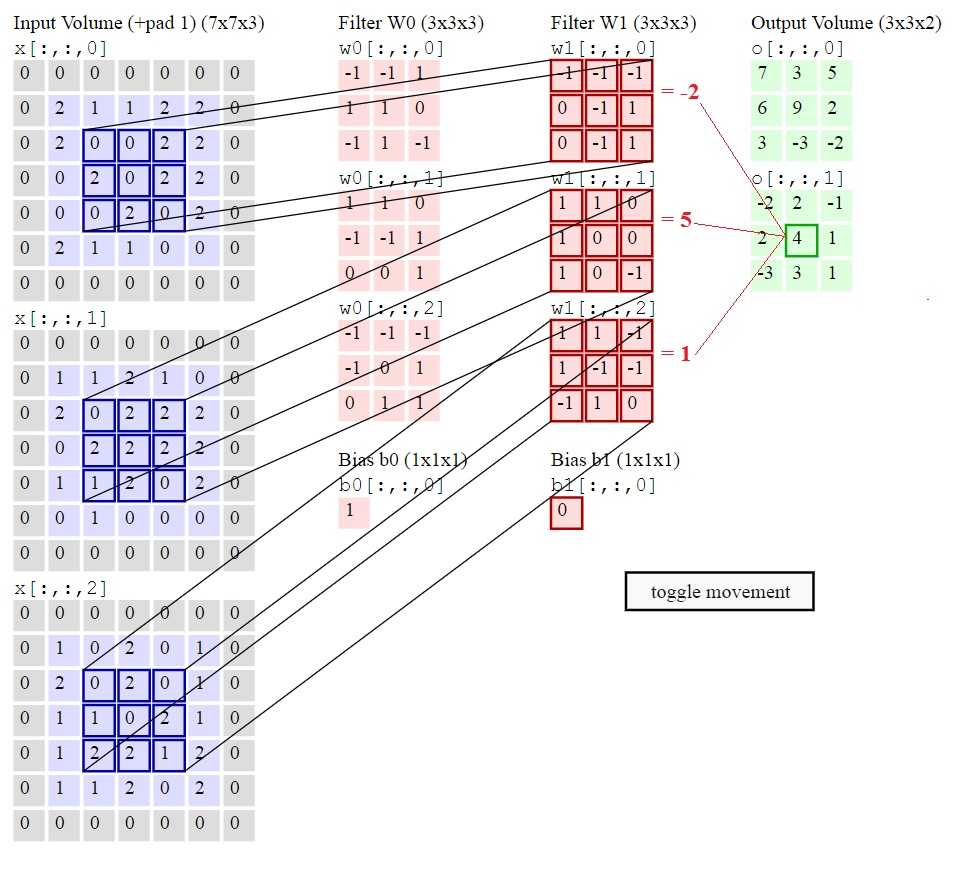 Input Volume (+pad 1) (7x7x3)
x[:,:,0]
0 0 0 0 0 0 0
0 2 1 1 2 2 0
0 2 0 0 2 2 0
0 0 2 0 2 2 0
0 0 0 2 0 2 0
0 2 1 1 0 0 0
0 0 0 0 0 0 0
x[:,:,1]
0 0 0 0 0 0 0
0 1 1 2 1 0 0
0 2 0 2 2 2 0
0 0 2 2 2 2 0
0 1 1 2 0 2 0
0 0 1 0 0 0 0
0 0 0 0 0 0 0
x[:,:,2]
0 0 0 0 0 0 0
0 1 0 2 0 1 0
0 2 0 2 0 1 0
0 1 1 0 2 1 0
0 1 2 2 1 2 0
0 1 1 2 0 2 0
0 0 0 0 0 0 0
Filter W0 (3x3x3)
w0[:,:,0]
-1 -1 1
1 1 0
-1 1 -1
w0[:,:,1]
1 1 0
-1 -1 1
0 0 1
w0[:,:,2]
-1 -1 -1
-1 0 1
0 1 1
Bias b0 (1x1x1)
b0[:,:,0]
1
Filter W1 (3x3x3)
w1[:,:,0]
-1 -1 -1
0 -1 1
0 -1 1
= -2
w1[:,:,1]
1 1 0
1 0 0
1 0 -1
= 5
w1[:,:,2]
1 1 -1
1 -1 -1
-1 1 0
= 1
Bias b1 (1x1x1)
b1[:,:,0]
0
Output Volume (3x3x2)
o[:,:,0]
7 3 5
6 9 2
3 -3 -2
o[:,:,1]
-2 2 -1
2 4 1
-3 3 1
toggle movement